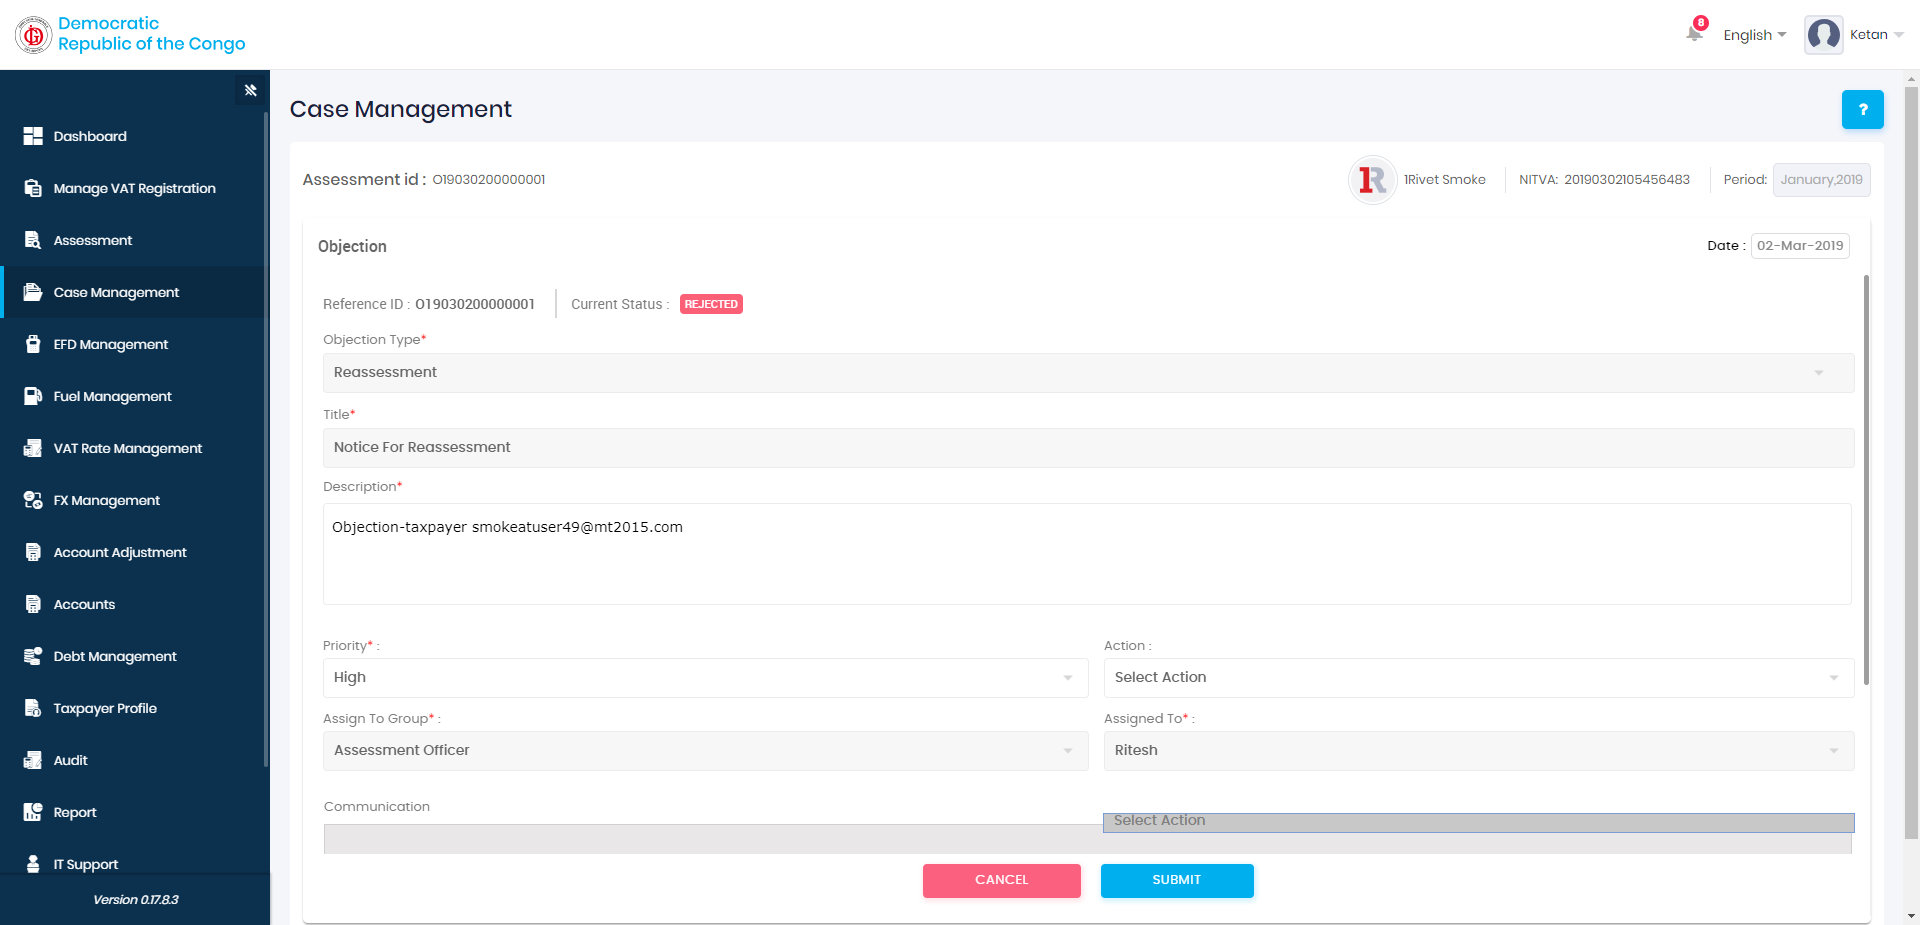 Democratic
Republic of the Congo
8
English
Ketan
Dashboard
Manage VAT Registration
Assessment
Case Management
EFD Management
Fuel Management
VAT Rate Management
FX Management
Account Adjustment
Accounts
Debt Management
Taxpayer Profile
Audit
Report
IT Support
Version 0.17.8.3
Case Management
?
Assessment id : O19030200000001
1R
1Rivet Smoke
NITVA: 20190302105456483
Period: January,2019
Objection
Date : 02-Mar-2019
Reference ID : O19030200000001
Current Status : REJECTED
Objection Type*
Reassessment
Title*
Notice For Reassessment
Description*
Objection-taxpayer smokeatuser49@mt2015.com
Priority* :
High
Action :
Select Action
Assign To Group* :
Assessment Officer
Assigned To* :
Ritesh
Communication
Select Action
CANCEL
SUBMIT